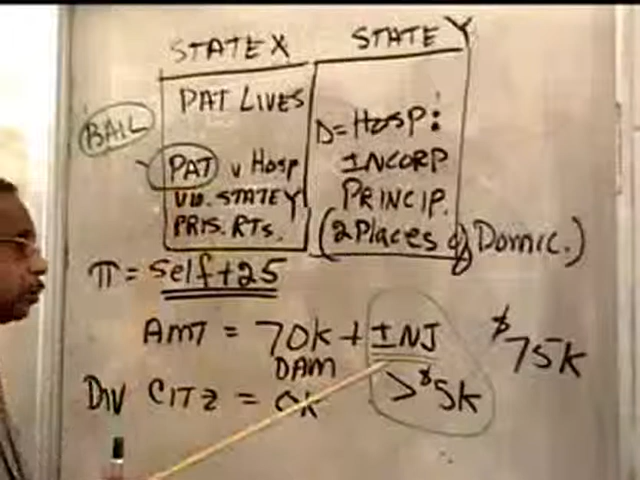 STATE X
STATE Y
PAT LIVES
BAIL
D = Hosp:
PAT v Hosp
INCORP
VIO. STATE Y
PRINCIP.
PRIS. RTS.
(2 Places of Domic.)
π = Self + 25
AMT = 70K + INJ
$75K
DAM
>$5K
DIV CITZ = OK